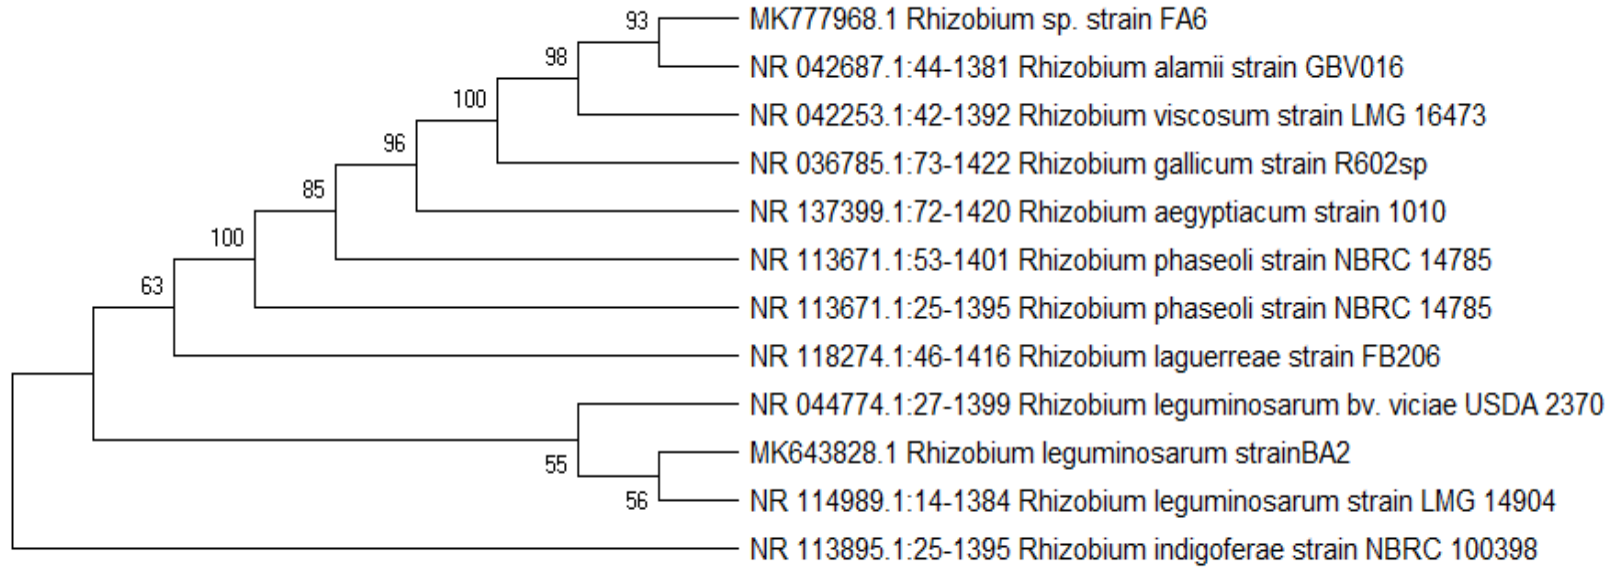 93
MK777968.1 Rhizobium sp. strain FA6
98
NR 042687.1:44-1381 Rhizobium alamii strain GBV016
100
NR 042253.1:42-1392 Rhizobium viscosum strain LMG 16473
96
NR 036785.1:73-1422 Rhizobium gallicum strain R602sp
85
NR 137399.1:72-1420 Rhizobium aegyptiacum strain 1010
100
NR 113671.1:53-1401 Rhizobium phaseoli strain NBRC 14785
63
NR 113671.1:25-1395 Rhizobium phaseoli strain NBRC 14785
NR 118274.1:46-1416 Rhizobium laguerreae strain FB206
NR 044774.1:27-1399 Rhizobium leguminosarum bv. viciae USDA 2370
55
MK643828.1 Rhizobium leguminosarum strainBA2
56
NR 114989.1:14-1384 Rhizobium leguminosarum strain LMG 14904
NR 113895.1:25-1395 Rhizobium indigoferae strain NBRC 100398